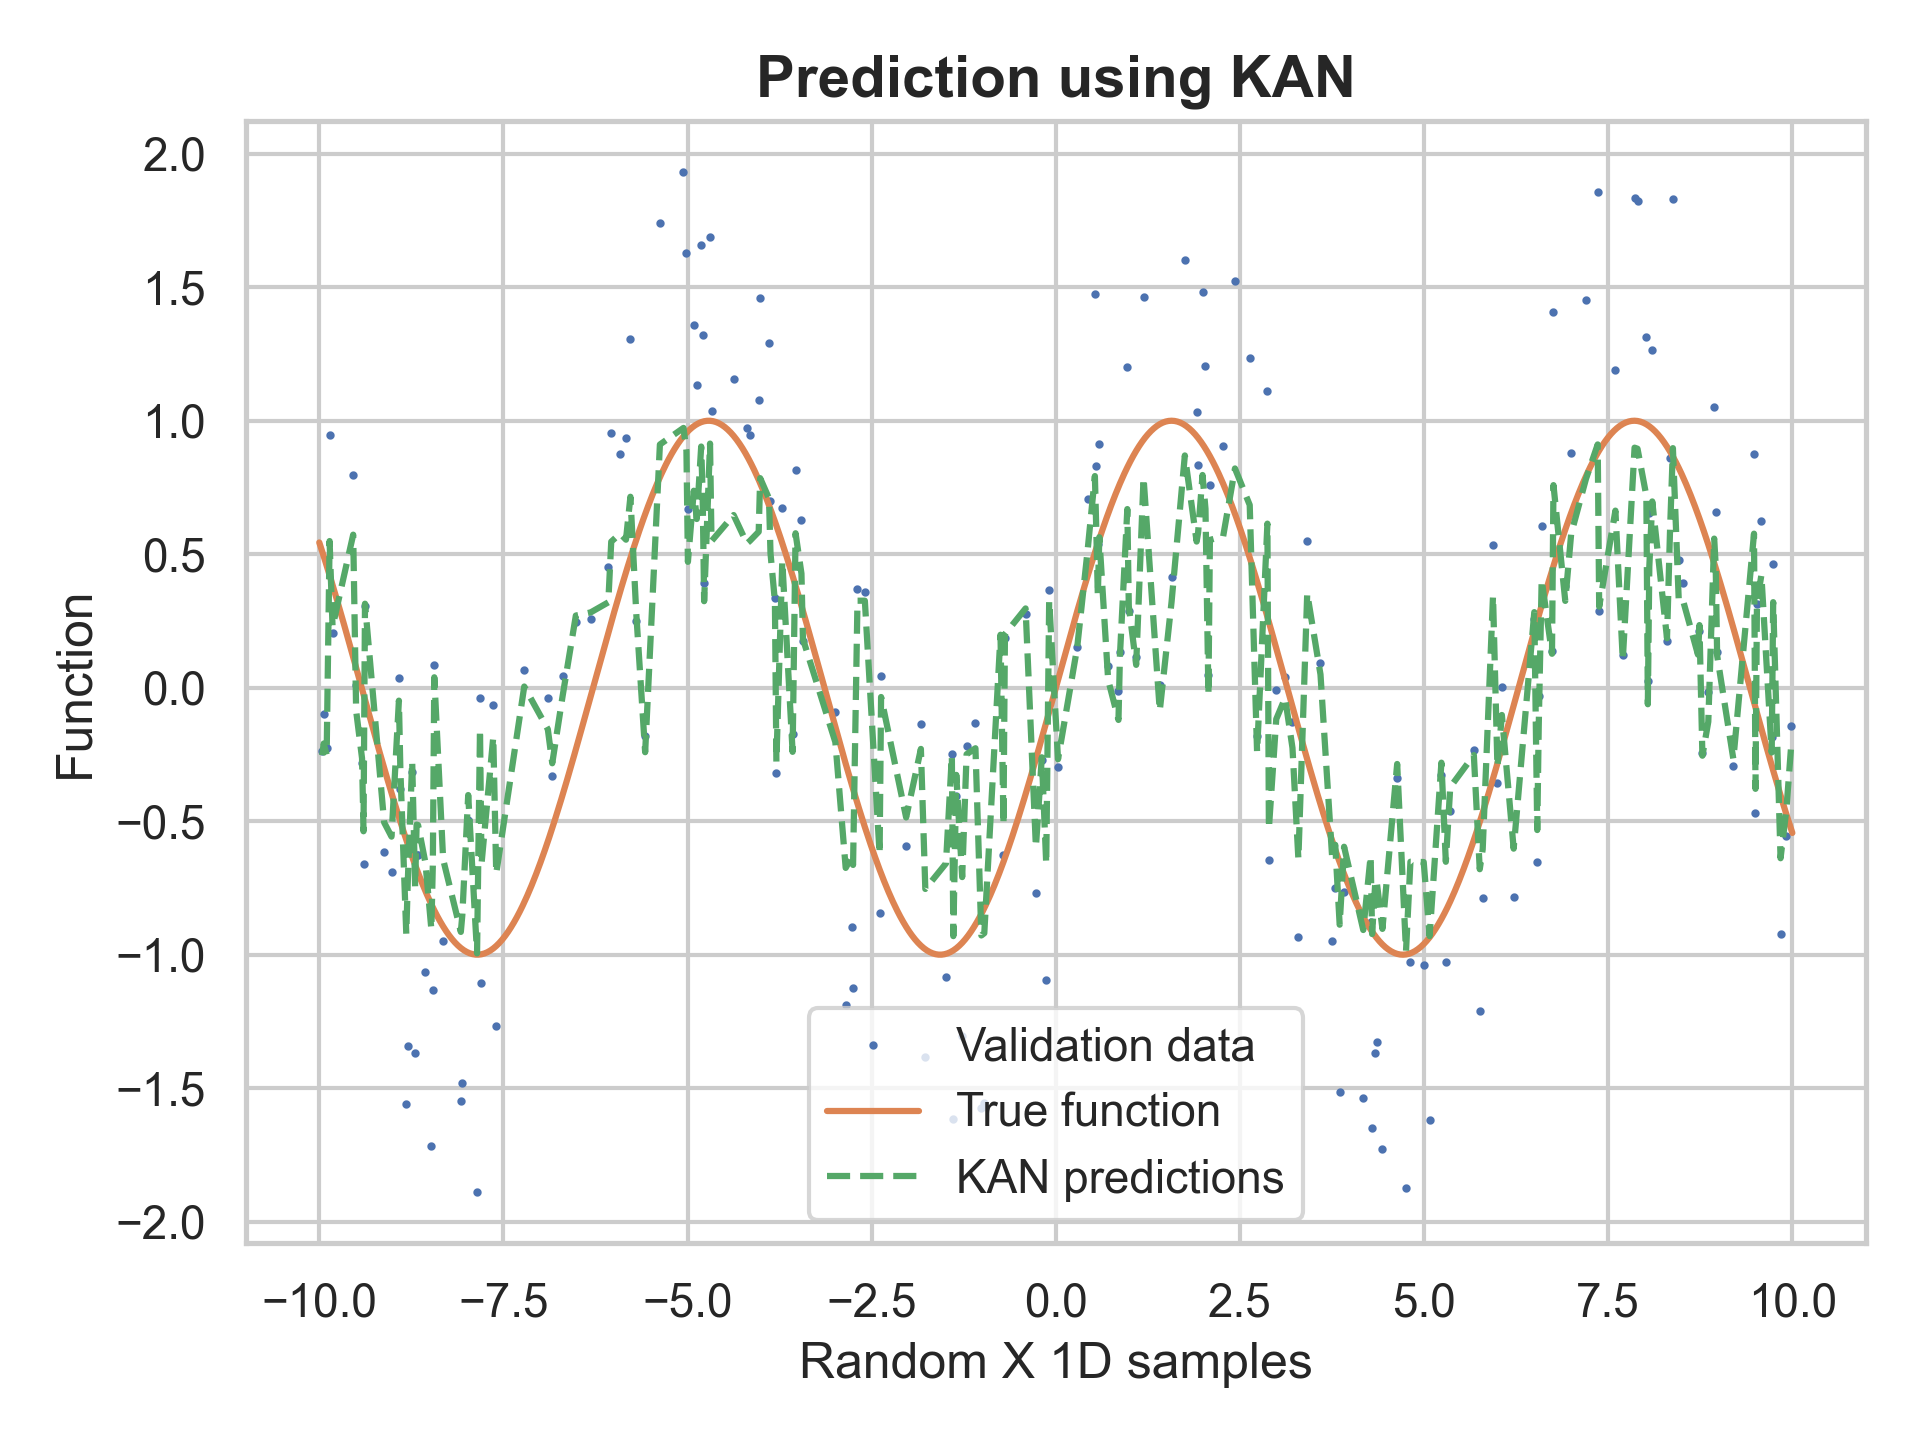 Prediction using KAN
2.0
1.5
1.0
0.5
0.0
−0.5
−1.0
−1.5
−2.0
Function
Validation data
True function
KAN predictions
−10.0 −7.5 −5.0 −2.5 0.0 2.5 5.0 7.5 10.0
Random X 1D samples